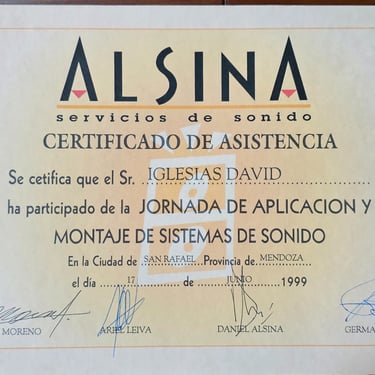 ALSINA
servicios de sonido
CERTIFICADO DE ASISTENCIA
Se cetifica que el Sr. IGLESIAS DAVID
ha participado de la JORNADA DE APLICACION Y
MONTAJE DE SISTEMAS DE SONIDO
En la Ciudad de SAN RAFAEL Provincia de MENDOZA
el día 17 de JUNIO 1999
MORENO ARIEL LEIVA DANIEL ALSINA GERMA